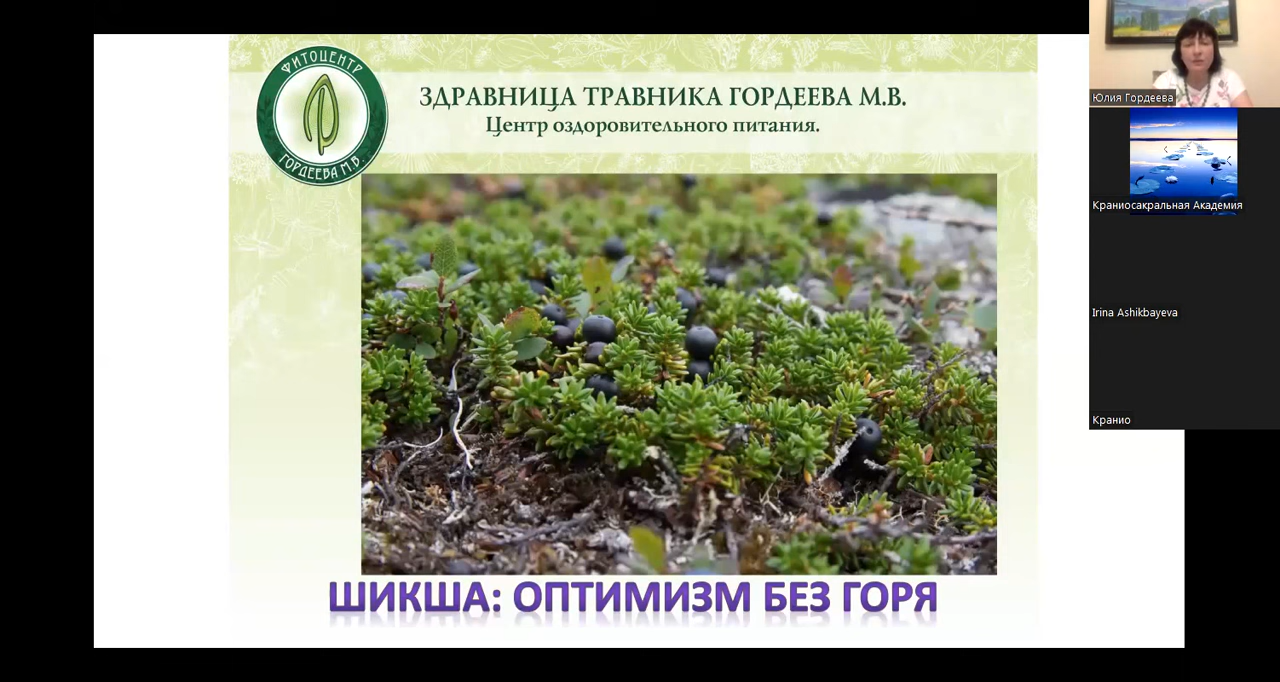 ФИТОЦЕНТР
ГОРДЕЕВА М.В.
ЗДРАВНИЦА ТРАВНИКА ГОРДЕЕВА М.В.
Центр оздоровительного питания.
ШИКША: ОПТИМИЗМ БЕЗ ГОРЯ
Юлия Гордеева
Краниосакральная Академия
Irina Ashikbayeva
Кранио